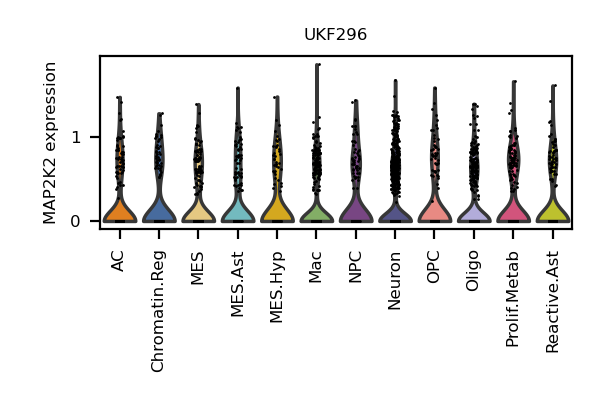 UKF296
MAP2K2 expression
1
0
AC
Chromatin.Reg
MES
MES.Ast
MES.Hyp
Mac
NPC
Neuron
OPC
Oligo
Prolif.Metab
Reactive.Ast